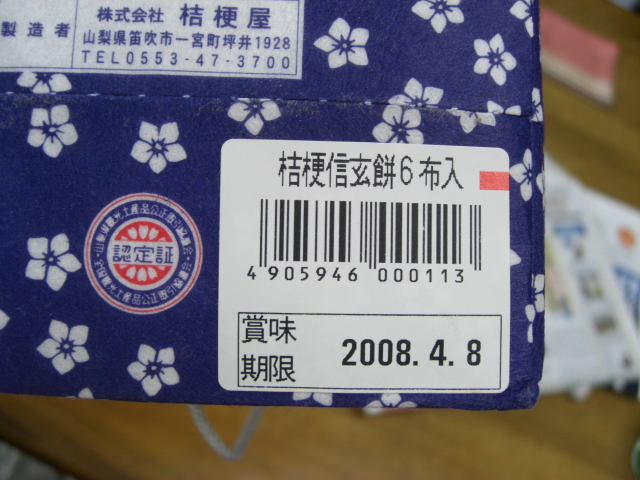 製造者
株式会社 桔梗屋
山梨県笛吹市一宮町坪井1928
TEL0553-47-3700
桔梗信玄餅6布入
4 905946 000113
認定証
賞味
期限
2008.4.8